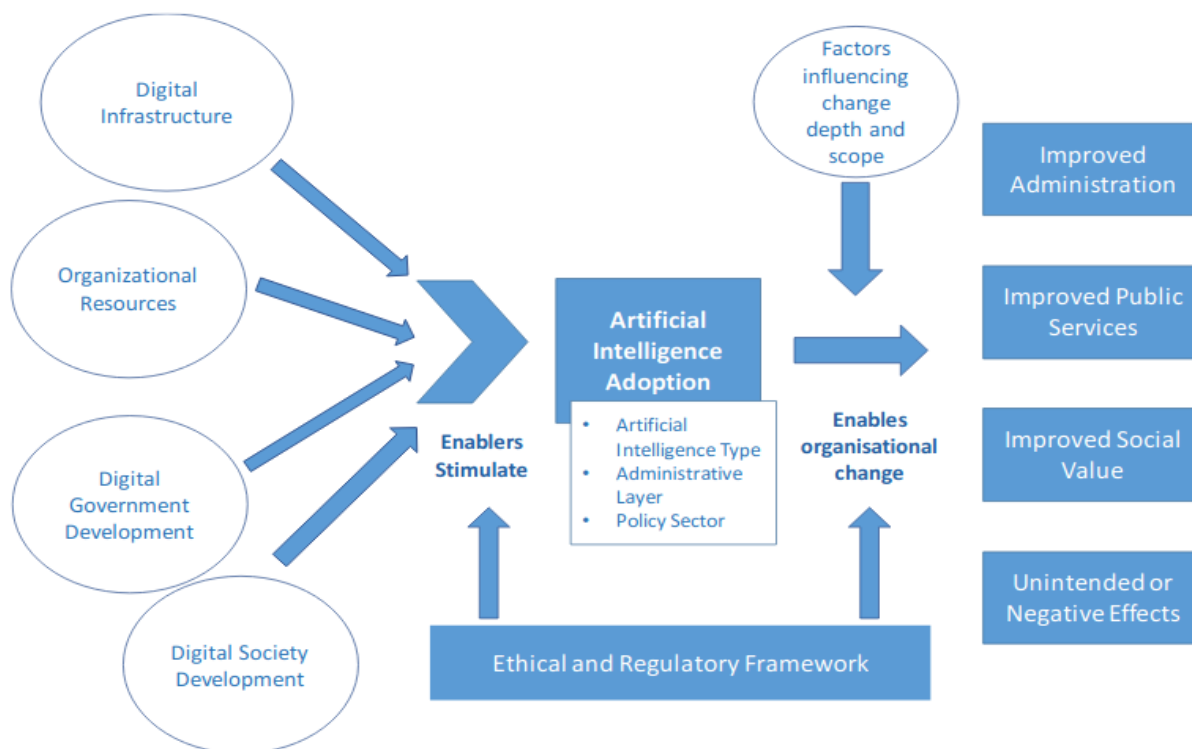 Digital
Infrastructure
Organizational
Resources
Digital
Government
Development
Digital Society
Development
Enablers
Stimulate
Artificial
Intelligence
Adoption
• Artificial
Intelligence Type
• Administrative
Layer
• Policy Sector
Factors
influencing
change
depth and
scope
Enables
organisational
change
Ethical and Regulatory Framework
Improved
Administration
Improved Public
Services
Improved Social
Value
Unintended or
Negative Effects